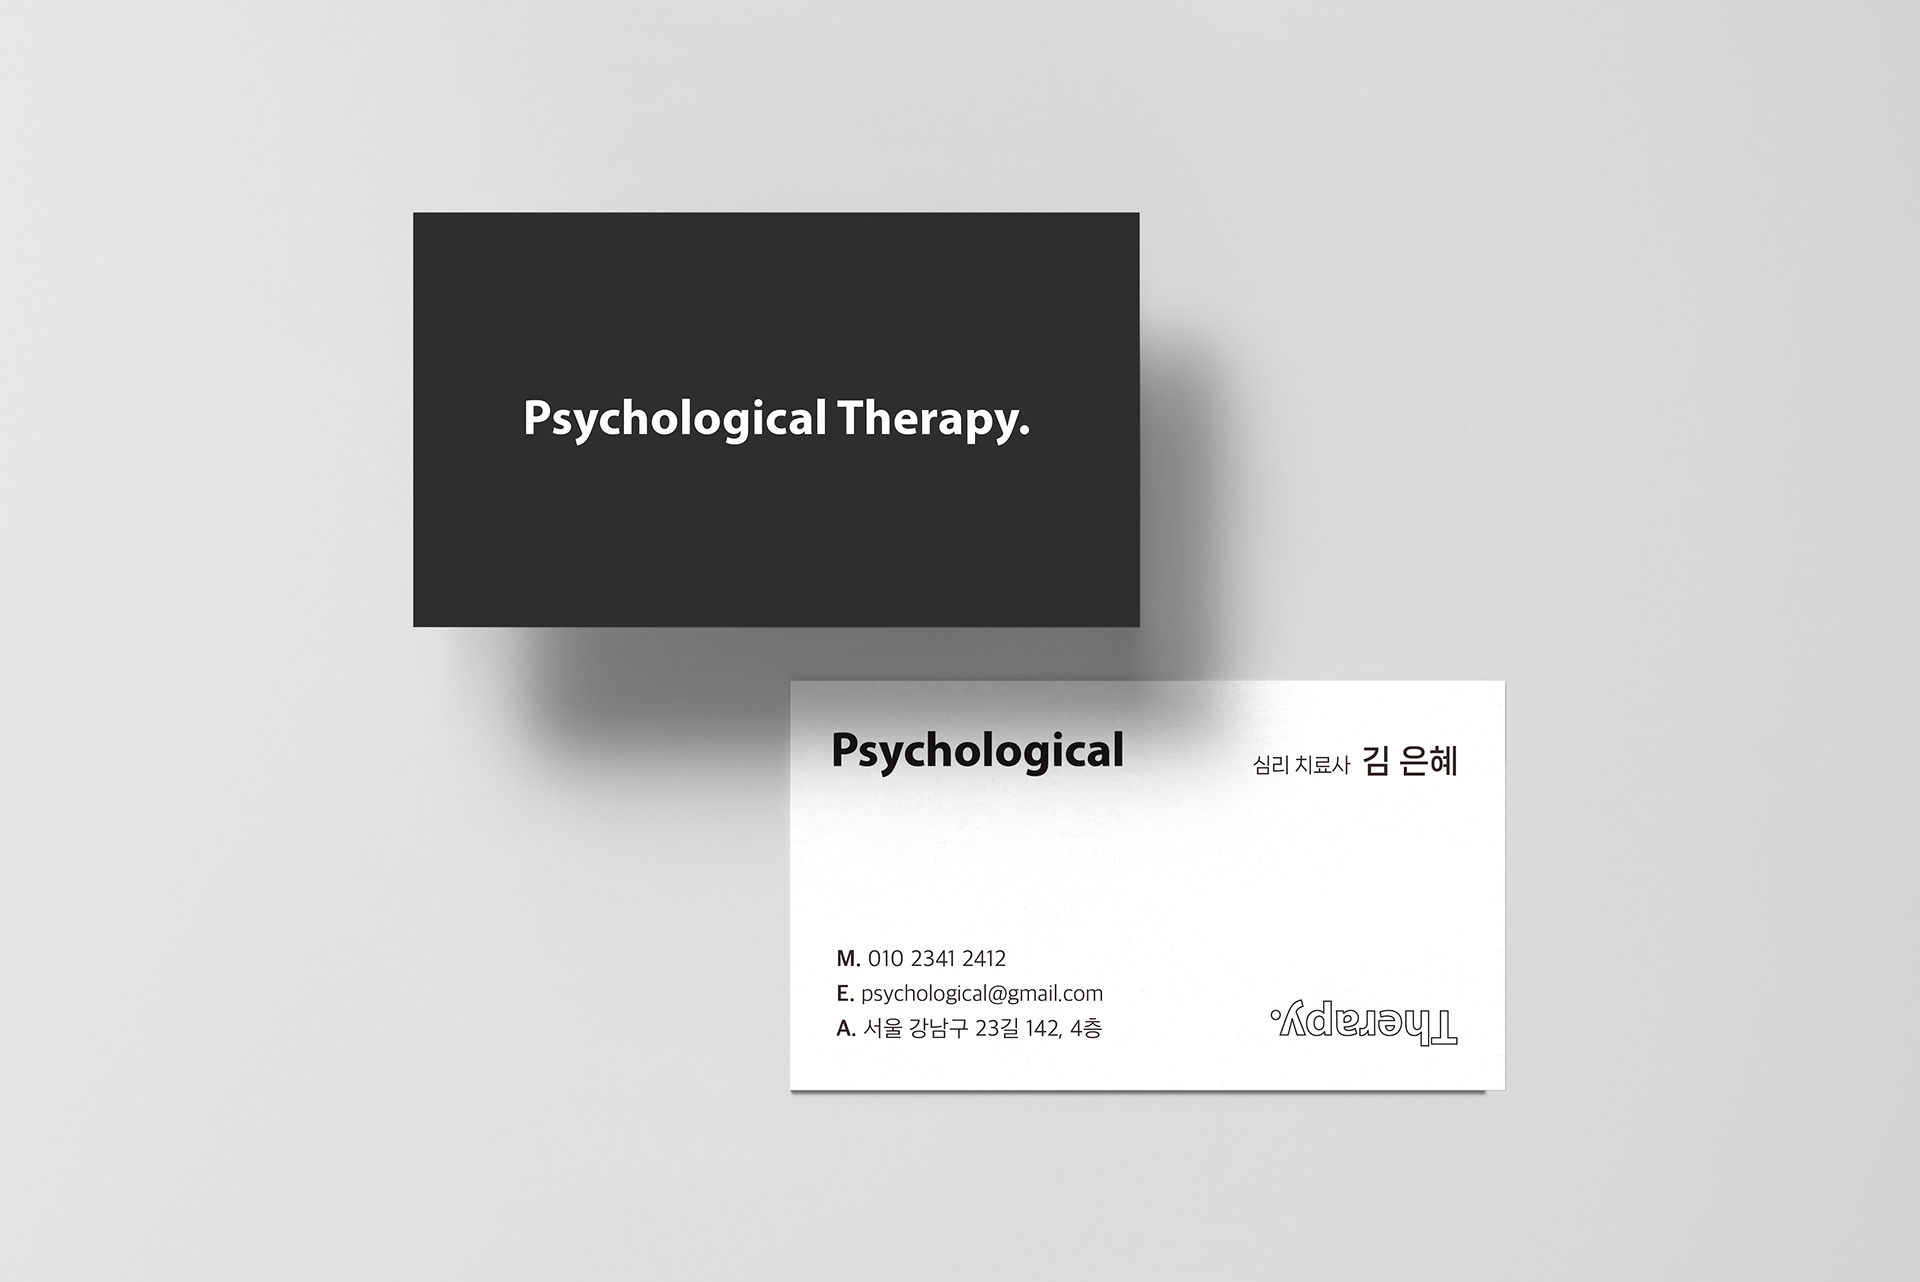 Psychological Therapy.
Psychological
심리 치료사 김 은혜
M. 010 2341 2412
E. psychological@gmail.com
A. 서울 강남구 23길 142, 4층
Therapy.